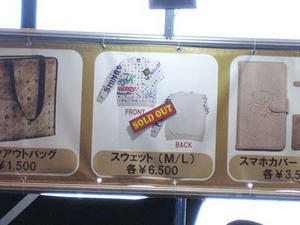 FRONT
SOLD OUT
BACK
アウトバッグ
¥1,500
スウェット(M/L)
各¥6,500
スマホカバー
各¥3,5